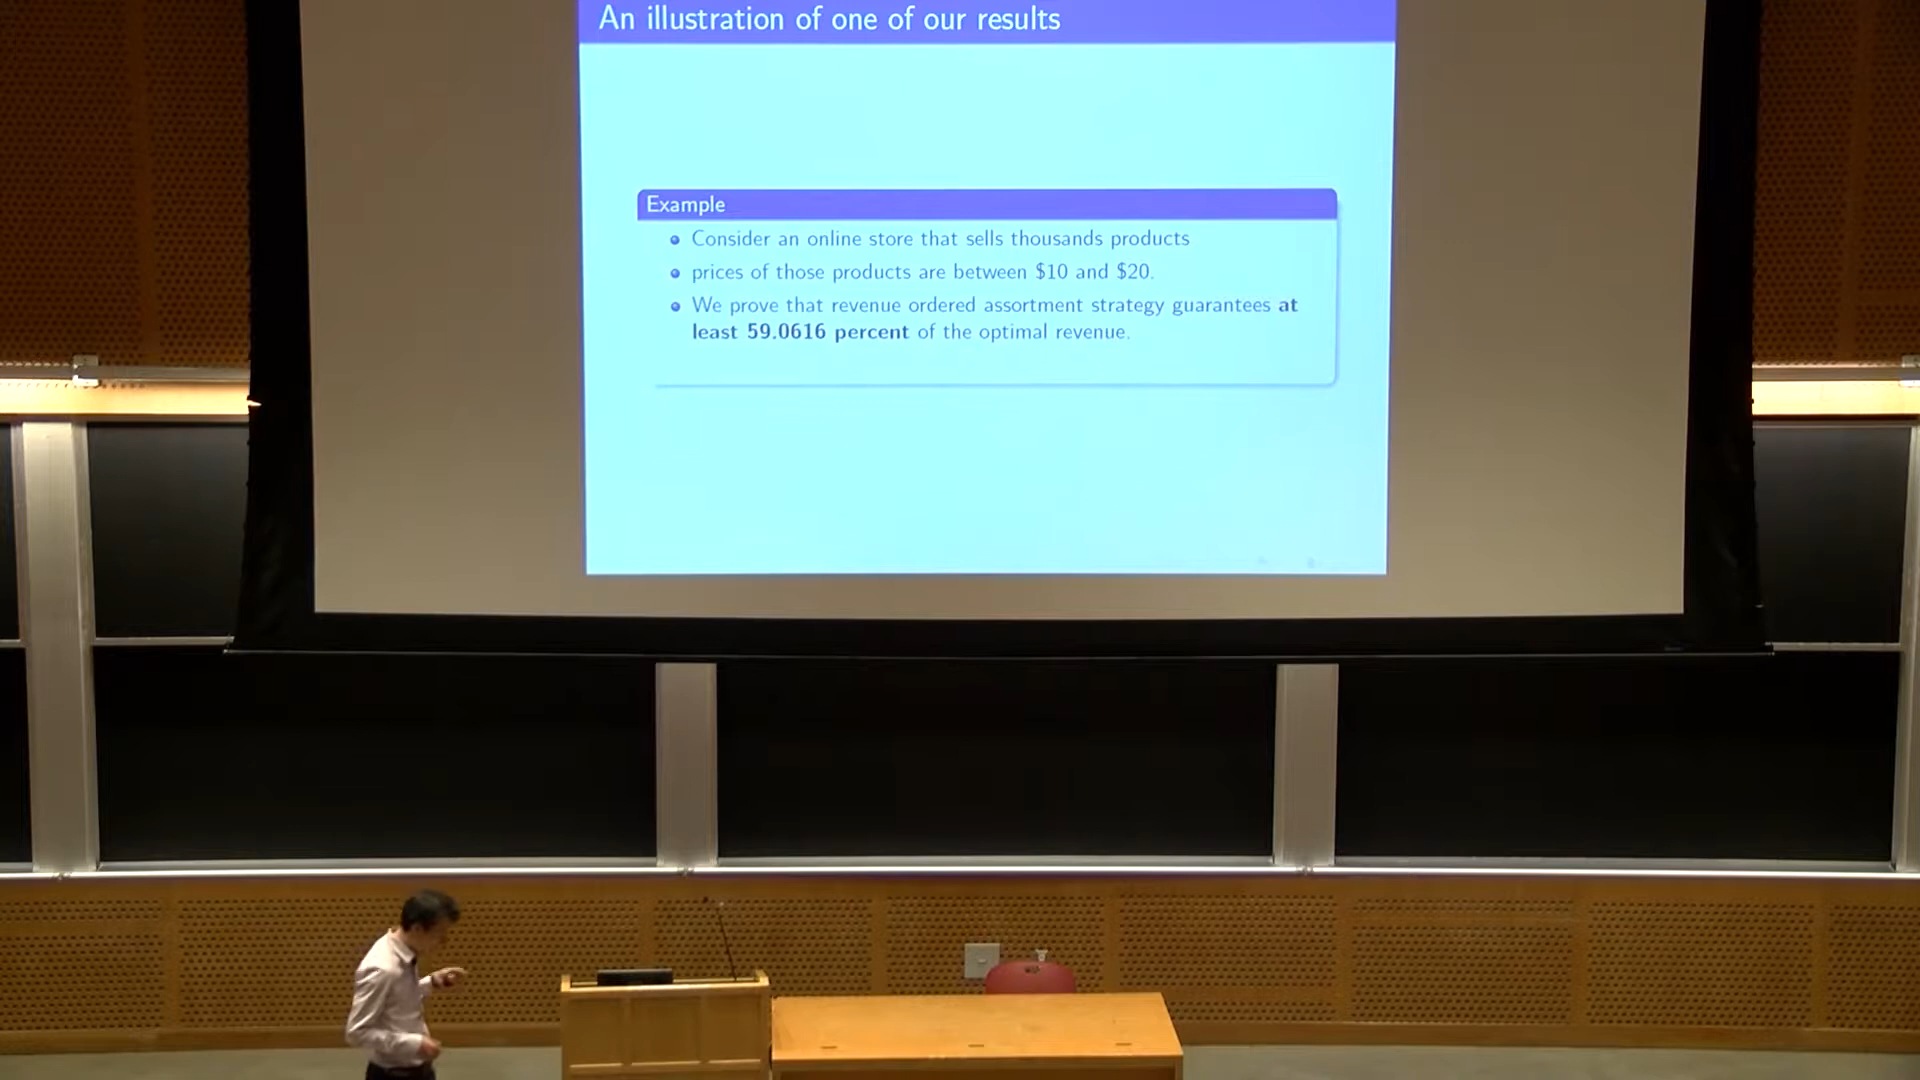 An illustration of one of our results
Example
Consider an online store that sells thousands products
prices of those products are between $10 and $20.
We prove that revenue ordered assortment strategy guarantees at
least 59.0616 percent of the optimal revenue.